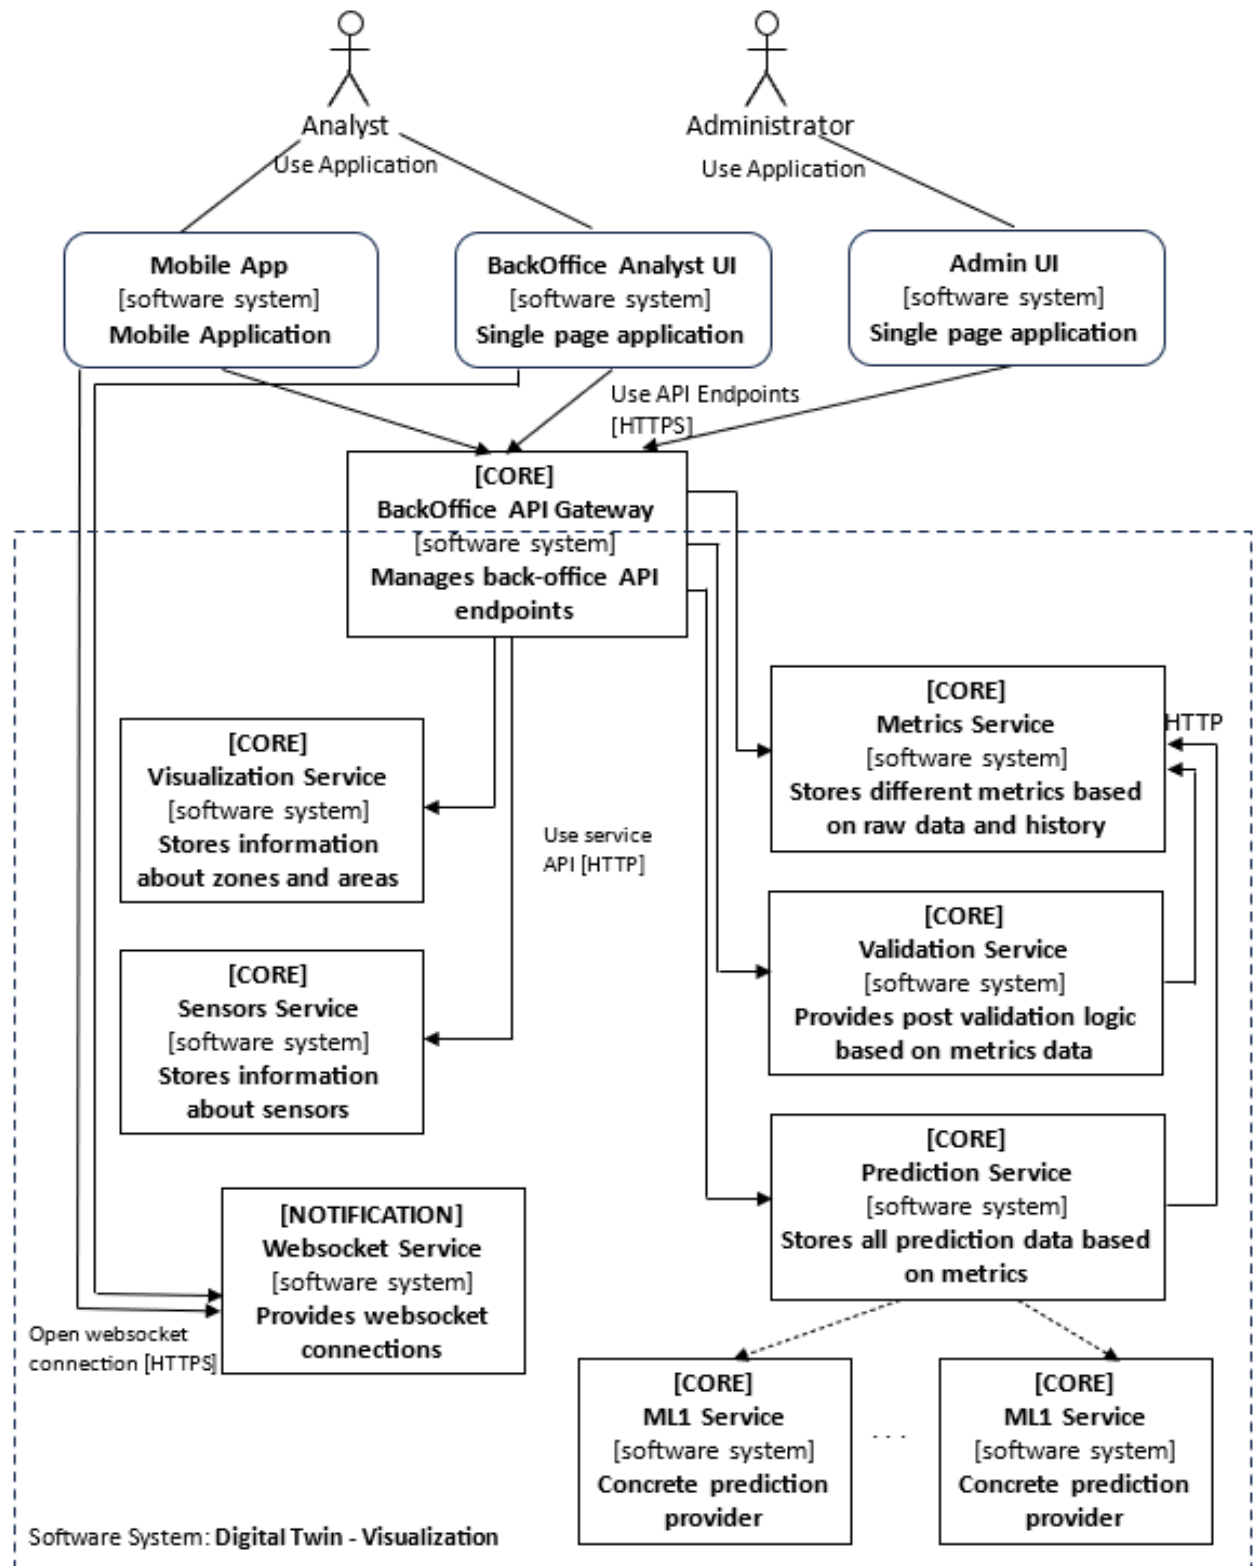 Analyst
Administrator
Use Application
Use Application
Mobile App
[software system]
Mobile Application
BackOffice Analyst UI
[software system]
Single page application
Admin UI
[software system]
Single page application
Use API Endpoints
[HTTPS]
[CORE]
BackOffice API Gateway
[software system]
Manages back-office API
endpoints
[CORE]
Visualization Service
[software system]
Stores information
about zones and areas
Use service
API [HTTP]
[CORE]
Metrics Service
[software system]
Stores different metrics based
on raw data and history
HTTP
[CORE]
Validation Service
[software system]
Provides post validation logic
based on metrics data
[CORE]
Sensors Service
[software system]
Stores information
about sensors
[CORE]
Prediction Service
[software system]
Stores all prediction data based
on metrics
[NOTIFICATION]
Websocket Service
[software system]
Provides websocket
connections
Open websocket
connection [HTTPS]
[CORE]
ML1 Service
[software system]
Concrete prediction
provider
. . .
[CORE]
ML1 Service
[software system]
Concrete prediction
provider
Software System: Digital Twin - Visualization